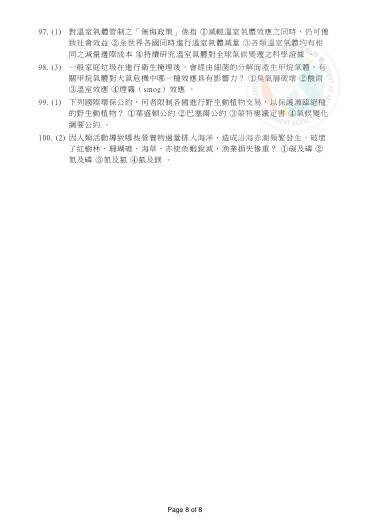 97. (1) 對溫室氣體管制之「無悔政策」係指 ①減輕溫室氣體效應之同時，仍可獲
致社會效益 ②全世界各國同時進行溫室氣體減量 ③各類溫室氣體均有相
同之減量邊際成本 ④持續研究溫室氣體對全球氣候變遷之科學證據 。
98. (3) 一般家庭垃圾在進行衛生掩埋後，會經由細菌的分解而產生甲烷氣體，有
關甲烷氣體對大氣危機中哪一種效應具有影響力？ ①臭氧層破壞 ②酸雨
③溫室效應 ④煙霧（smog）效應 。
99. (1) 下列國際環保公約，何者限制各國進行野生動植物交易，以保護瀕臨絕種
的野生動植物？ ①華盛頓公約 ②巴塞爾公約 ③蒙特婁議定書 ④氣候變化
綱要公約 。
100. (2) 因人類活動導致哪些營養物過量排入海洋，造成沿海赤潮頻繁發生，破壞
了紅樹林、珊瑚礁、海草，亦使魚蝦銳減，漁業損失慘重？ ①碳及磷 ②
氮及磷 ③氮及氯 ④氯及鎂 。
Page 8 of 8